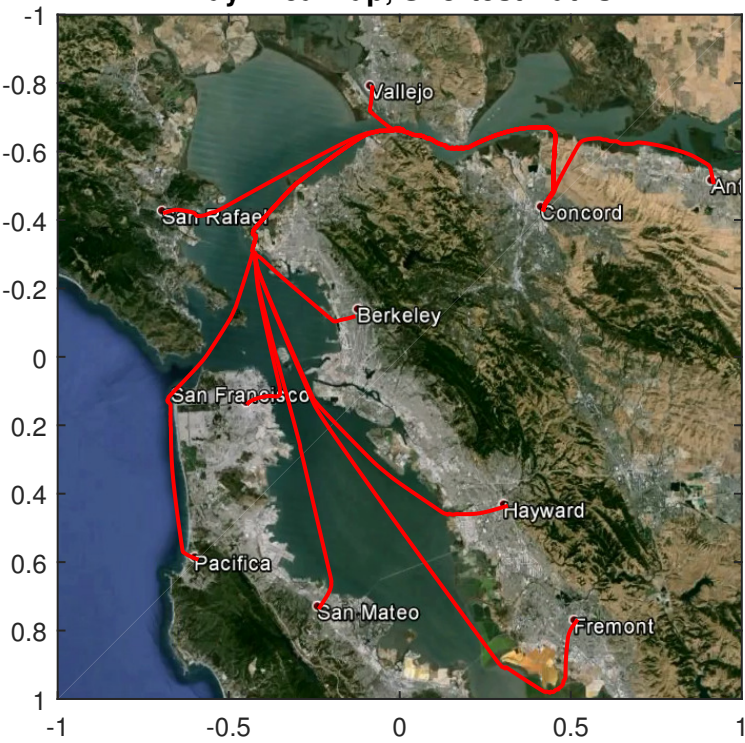 -1
-0.8
Vallejo
-0.6
Ant
-0.4
San Rafael
Concord
-0.2
Berkeley
0
San Francisco
0.2
0.4
Hayward
0.6
Pacifica
San Mateo
Fremont
0.8
1
-1
-0.5
0
0.5
1